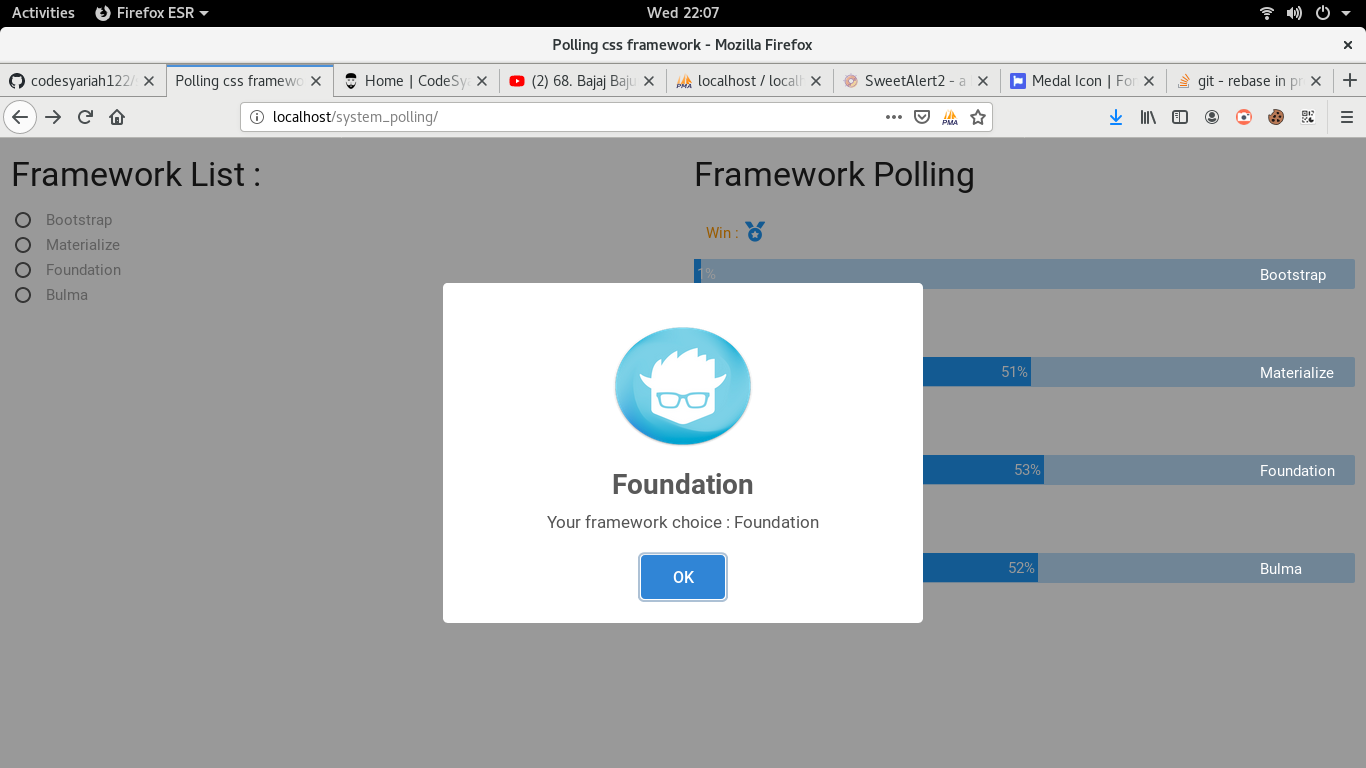 Activities Firefox ESR Wed 22:07
Polling css framework - Mozilla Firefox
codesyariah122/ Polling css framewo Home | CodeSya (2) 68. Bajaj Baju localhost / localh SweetAlert2 - a Medal Icon | Fon git - rebase in pr
localhost/system_polling/
Framework List :
Bootstrap
Materialize
Foundation
Bulma
Framework Polling
Win :
1% Bootstrap
51% Materialize
53% Foundation
52% Bulma
Foundation
Your framework choice : Foundation
OK